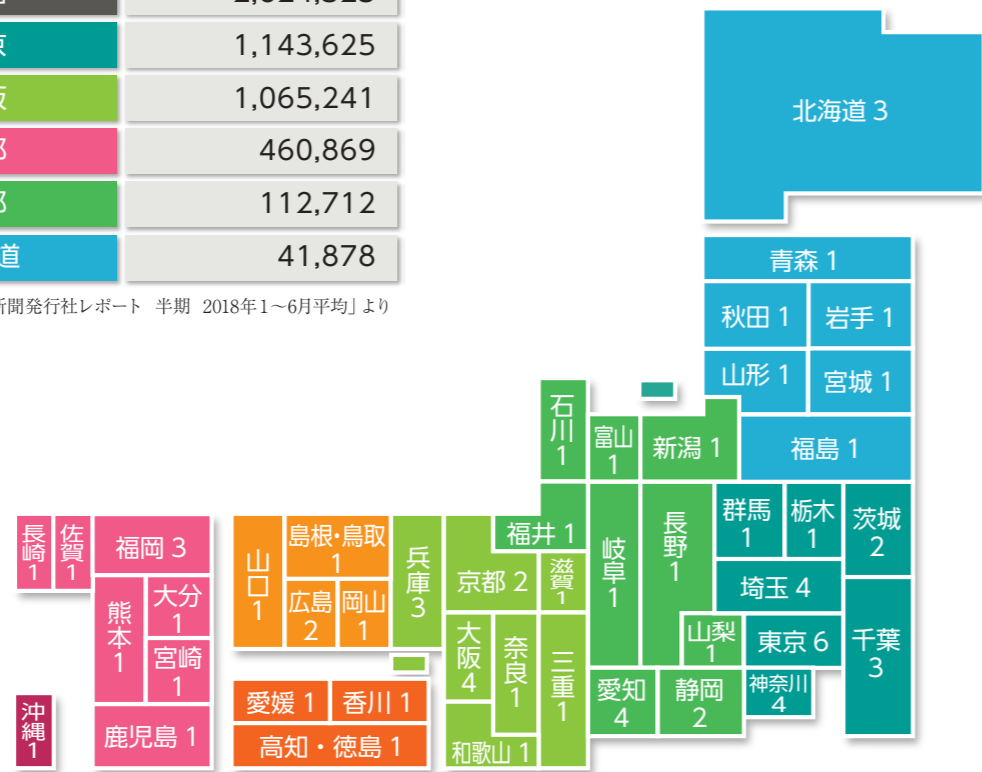 1,143,625
1,065,241
460,869
112,712
道 41,878
新聞発行社レポート 半期 2018年1～6月平均」より
北海道 3
青森 1
秋田 1
岩手 1
山形 1
宮城 1
福島 1
石川 1
富山 1
新潟 1
群馬 1
栃木 1
茨城 2
福井 1
岐阜 1
長野 1
埼玉 4
山梨 1
東京 6
千葉 3
愛知 4
静岡 2
神奈川 4
長崎 1
佐賀 1
福岡 3
熊本 1
大分 1
宮崎 1
鹿児島 1
沖縄 1
山口 1
島根・鳥取 1
広島 2
岡山 1
兵庫 3
京都 2
滋賀 1
大阪 4
奈良 1
三重 1
和歌山 1
愛媛 1
香川 1
高知・徳島 1